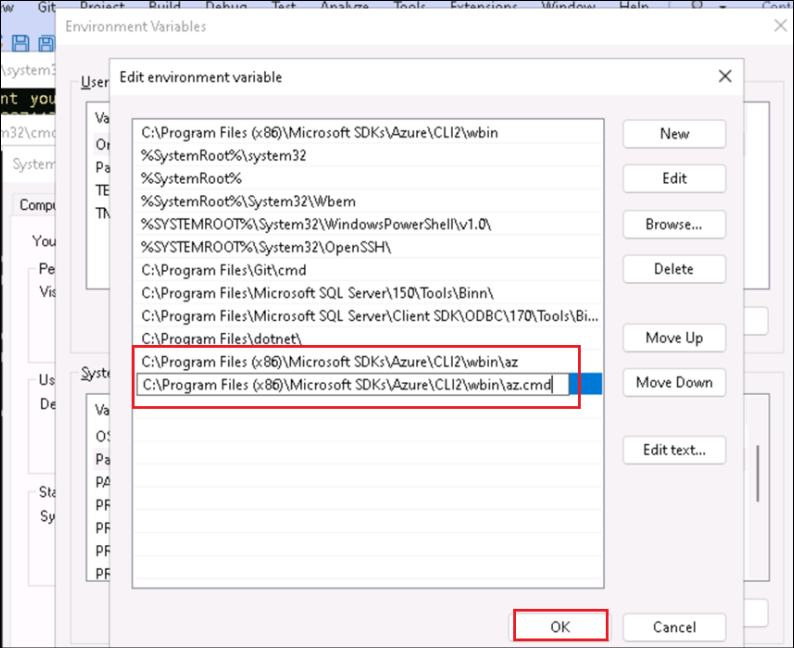 Git Project Build Debug Test Analyze Tools Extensions Window Help
Environment Variables
\system3
User
Edit environment variable
nt you
m32\cmd
System
Compu
You
Pe
Vis
Us
De
Sta
Sy
Va
Pa
TE
C:\Program Files (x86)\Microsoft SDKs\Azure\CLI2\wbin
%SystemRoot%\system32
%SystemRoot%
%SystemRoot%\System32\Wbem
%SYSTEMROOT%\System32\WindowsPowerShell\v1.0\
%SYSTEMROOT%\System32\OpenSSH\
C:\Program Files\Git\cmd
C:\Program Files\Microsoft SQL Server\150\Tools\Binn\
C:\Program Files\Microsoft SQL Server\Client SDK\ODBC\170\Tools\Bi...
C:\Program Files\dotnet\
C:\Program Files (x86)\Microsoft SDKs\Azure\CLI2\wbin\az
C:\Program Files (x86)\Microsoft SDKs\Azure\CLI2\wbin\az.cmd
Syste
Va
OS
Pa
PA
PR
PR
PR
PR
New
Edit
Browse...
Delete
Move Up
Move Down
Edit text...
OK
Cancel